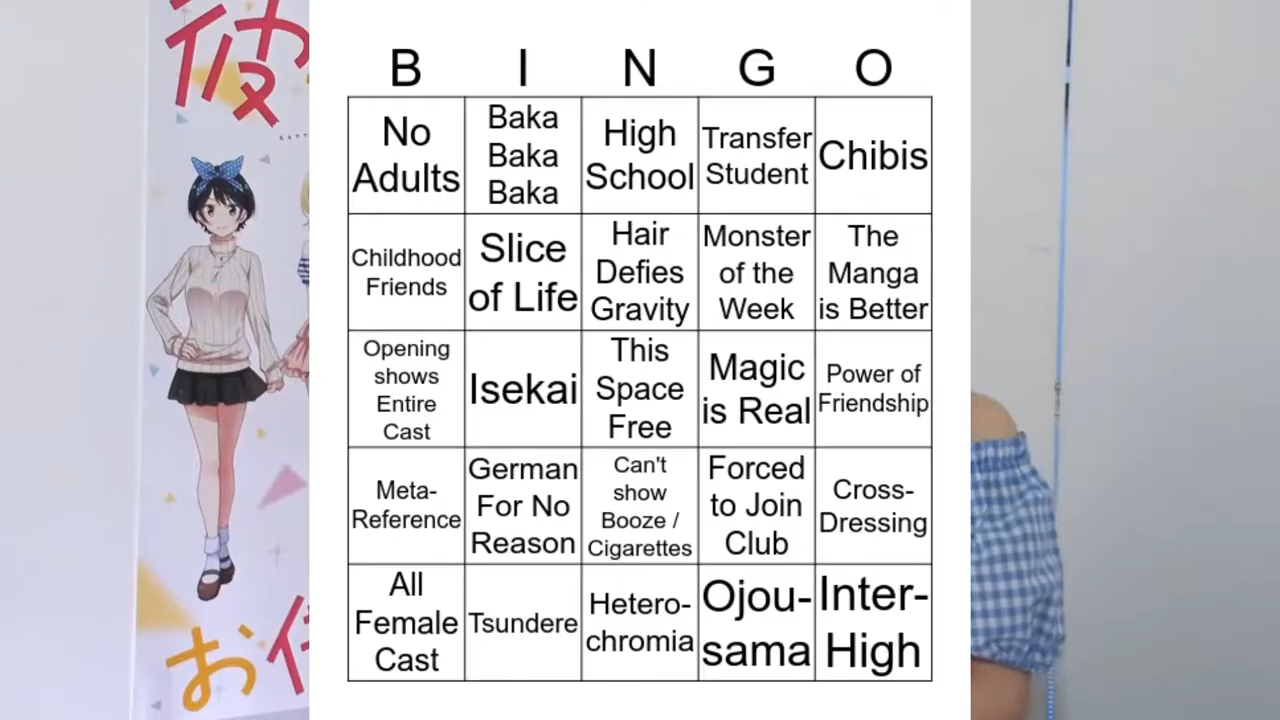 彼
お
B I N G O
No
Adults
Baka
Baka
Baka
High
School
Transfer
Student
Chibis
Childhood
Friends
Slice
of Life
Hair
Defies
Gravity
Monster
of the
Week
The
Manga
is Better
Opening
shows
Entire
Cast
Isekai
This
Space
Free
Magic
is Real
Power of
Friendship
Meta-
Reference
German
For No
Reason
Can't
show
Booze /
Cigarettes
Forced
to Join
Club
Cross-
Dressing
All
Female
Cast
Tsundere
Hetero-
chromia
Ojou-
sama
Inter-
High